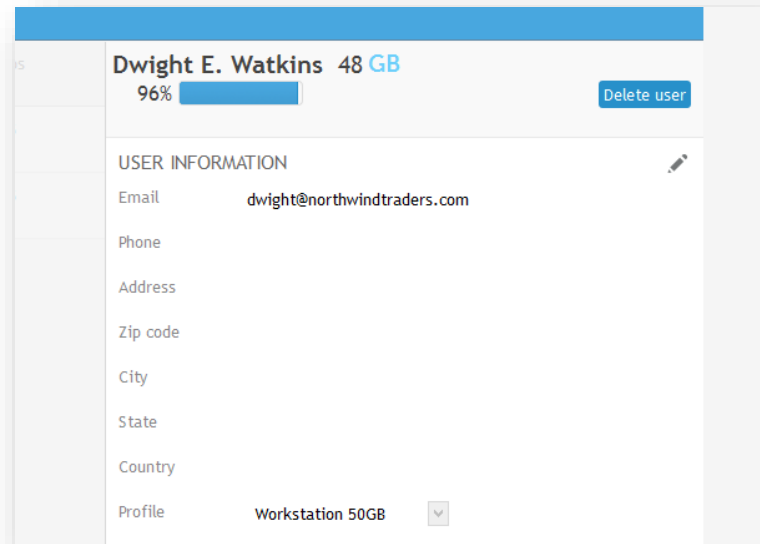 Dwight E. Watkins 48 GB
96%
Delete user
USER INFORMATION
Email dwight@northwindtraders.com
Phone
Address
Zip code
City
State
Country
Profile Workstation 50GB